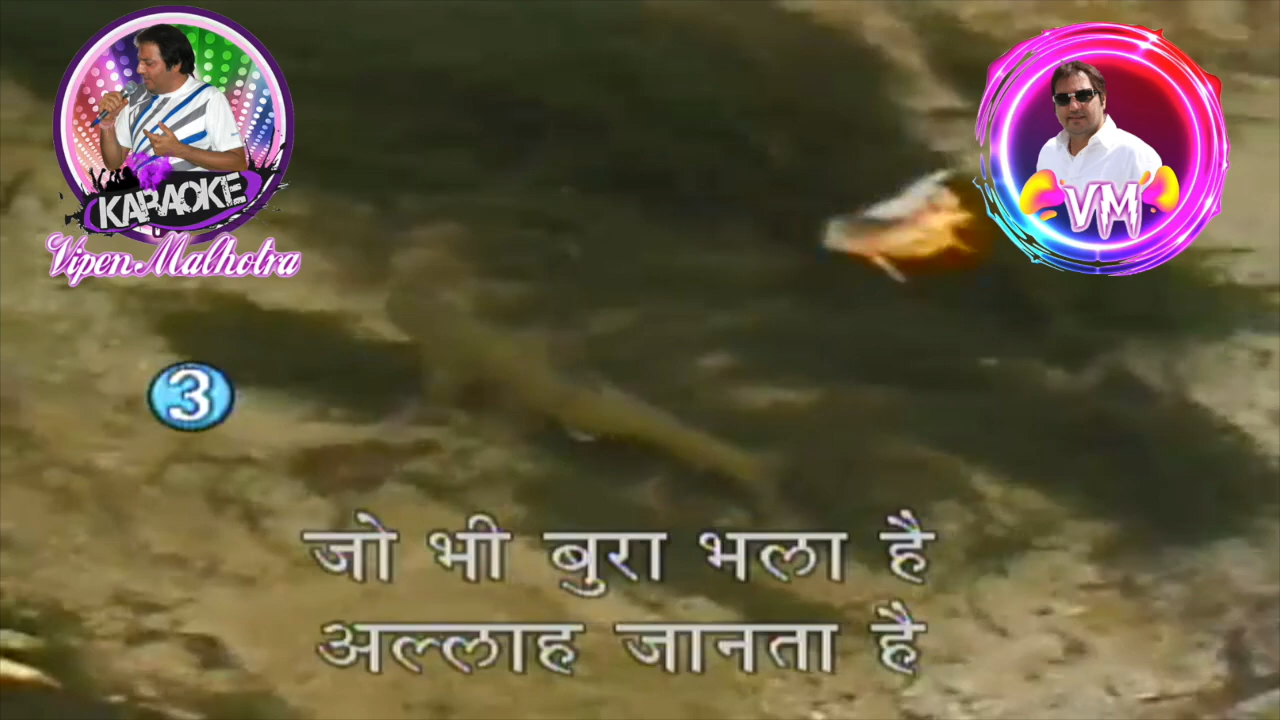 KARAOKE
Vipen Malhotra
VM
3
जो भी बुरा भला है
अल्लाह जानता है